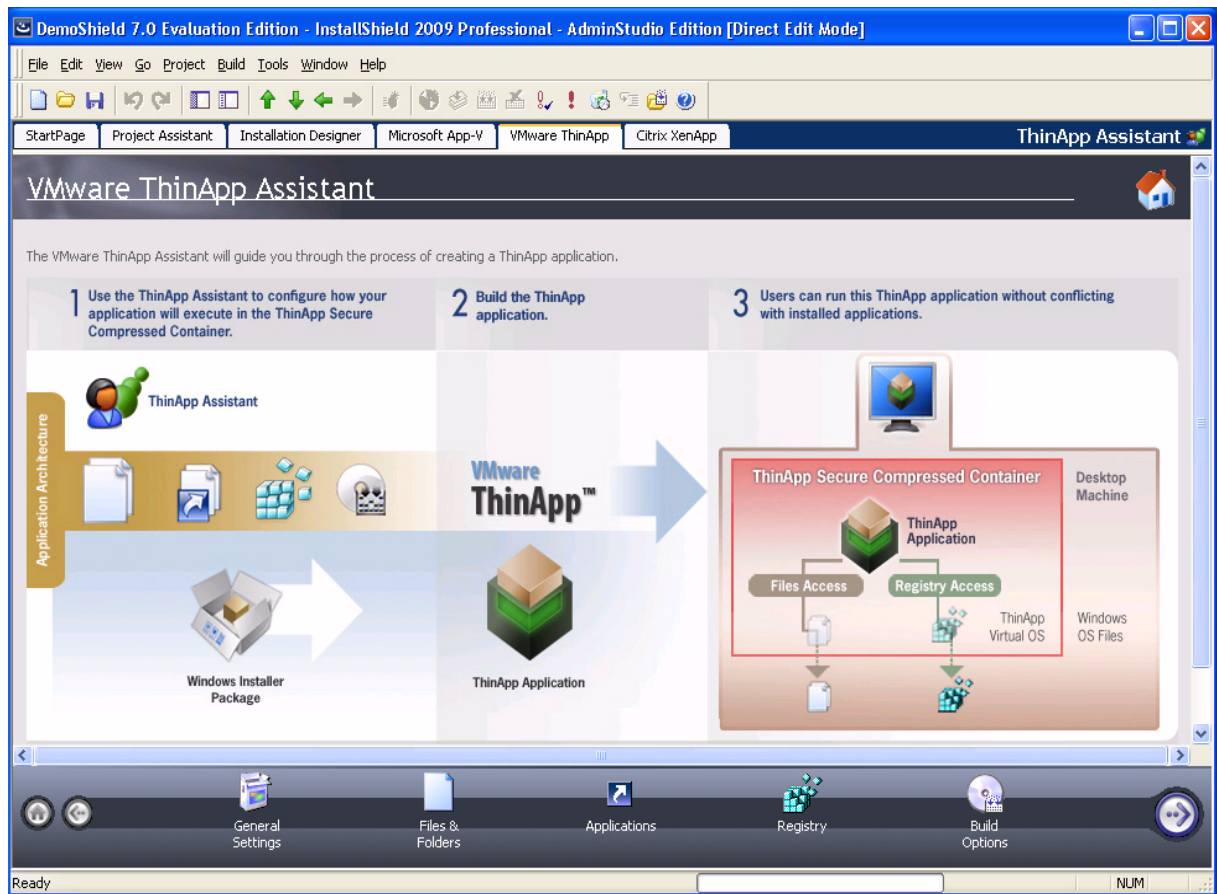 DemoShield 7.0 Evaluation Edition - InstallShield 2009 Professional - AdminStudio Edition [Direct Edit Mode]
File Edit View Go Project Build Tools Window Help
StartPage Project Assistant Installation Designer Microsoft App-V VMware ThinApp Citrix XenApp ThinApp Assistant
VMware ThinApp Assistant
The VMware ThinApp Assistant will guide you through the process of creating a ThinApp application.
1 Use the ThinApp Assistant to configure how your
application will execute in the ThinApp Secure
Compressed Container.
2 Build the ThinApp
application.
3 Users can run this ThinApp application without conflicting
with installed applications.
Application Architecture
ThinApp Assistant
VMware
ThinApp™
Windows Installer
Package
ThinApp Application
ThinApp Secure Compressed Container
Desktop
Machine
ThinApp
Application
Files Access
Registry Access
ThinApp
Virtual OS
Windows
OS Files
General
Settings
Files &
Folders
Applications
Registry
Build
Options
Ready
NUM